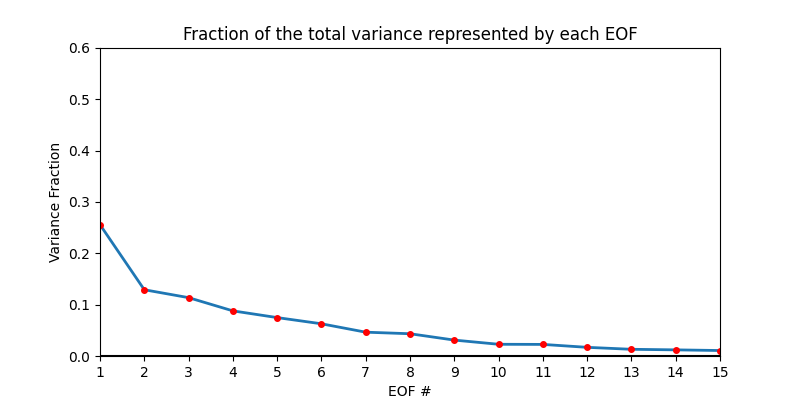 Fraction of the total variance represented by each EOF
0.6
0.5
0.4
0.3
0.2
0.1
0.0
Variance Fraction
1 2 3 4 5 6 7 8 9 10 11 12 13 14 15
EOF #